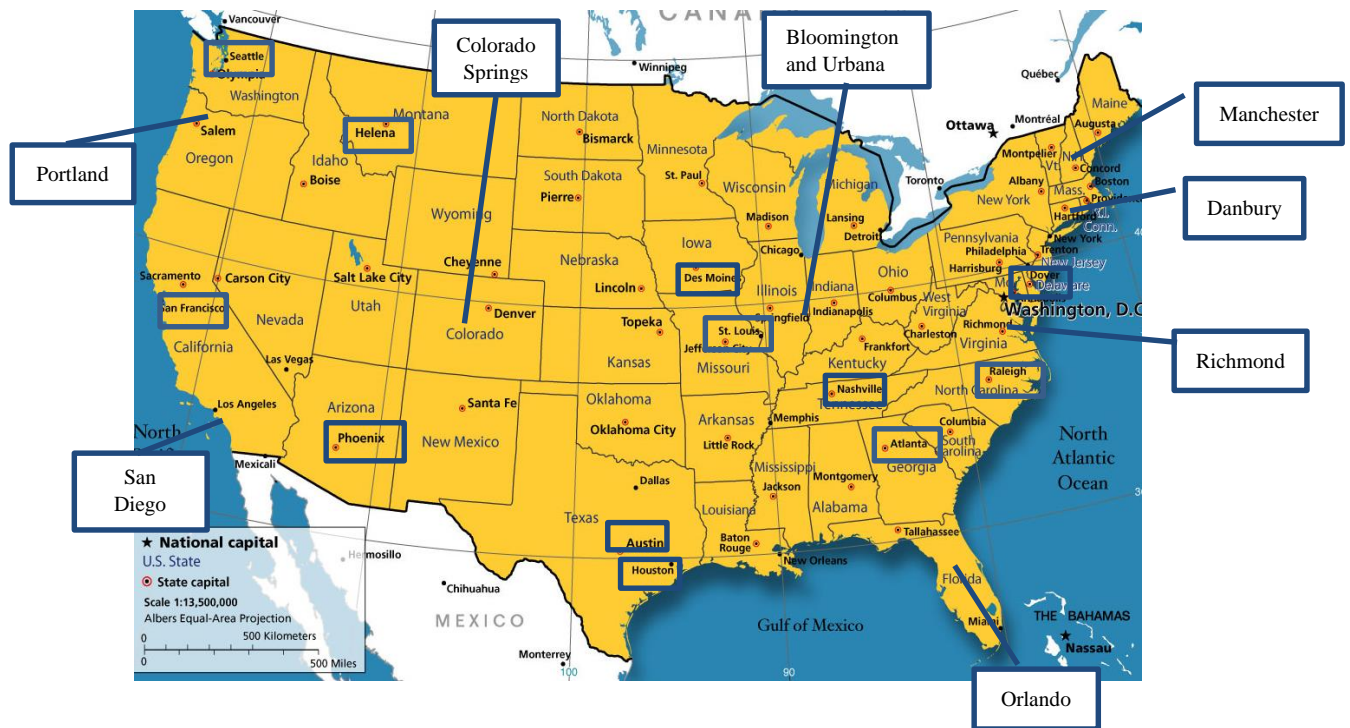 CANA
Vancouver
Seattle
Olympia
Washington
Portland
Salem
Oregon
Montana
Helena
Idaho
Boise
Colorado
Springs
Winnipeg
North Dakota
Bismarck
South Dakota
Pierre
Minnesota
St. Paul
Wisconsin
Madison
Michigan
Lansing
Detroit
Chicago
Bloomington
and Urbana
Toronto
Ottawa
Montréal
Québec
Maine
Augusta
Montpelier
Vt.
N.H.
Concord
Manchester
Albany
New York
Mass.
Boston
Providence
Hartford
Conn.
Danbury
New York
Pennsylvania
Philadelphia
Harrisburg
Trenton
New Jersey
Dover
Delaware
Washington, D.C
Wyoming
Cheyenne
Nebraska
Lincoln
Iowa
Des Moines
Illinois
Springfield
Indiana
Indianapolis
Ohio
Columbus
West
Virginia
Charleston
Richmond
Virginia
Richmond
Sacramento
Carson City
San Francisco
Nevada
California
Salt Lake City
Utah
Denver
Colorado
Topeka
Kansas
St. Louis
Jefferson City
Missouri
Kentucky
Frankfort
Nashville
Tennessee
Raleigh
North Carolina
Las Vegas
Los Angeles
Arizona
Phoenix
Santa Fe
New Mexico
Oklahoma
Oklahoma City
Arkansas
Little Rock
Memphis
Columbia
South
Carolina
Atlanta
Georgia
North
Mexicali
San
Diego
Dallas
Texas
Austin
Houston
Louisiana
Baton
Rouge
New Orleans
Mississippi
Jackson
Montgomery
Alabama
Tallahassee
Florida
Miami
Orlando
North
Atlantic
Ocean
THE BAHAMAS
Nassau
Gulf of Mexico
MEXICO
Hermosillo
Chihuahua
Monterrey
100
90
40
30
National capital
U.S. State
State capital
Scale 1:13,500,000
Albers Equal-Area Projection
0 500 Kilometers
0 500 Miles